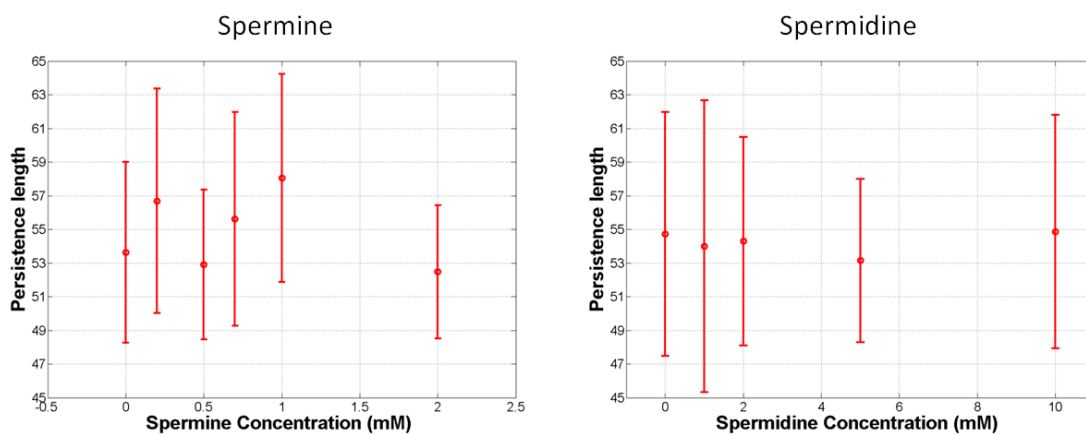 Spermine
65
63
61
59
57
55
53
51
49
47
45
Persistence length
-0.5 0 0.5 1 1.5 2 2.5
Spermine Concentration (mM)
Spermidine
65
63
61
59
57
55
53
51
49
47
45
Persistence length
0 2 4 6 8 10
Spermidine Concentration (mM)